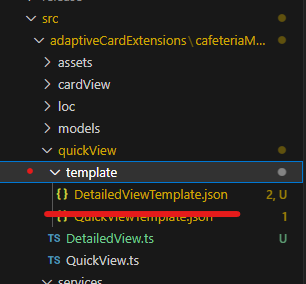 src
adaptiveCardExtensions\cafeteriaM...
assets
cardView
loc
models
quickView
template
{} DetailedViewTemplate.json 2, U
{} QuickViewTemplate.json 1
TS DetailedView.ts U
TS QuickView.ts
services